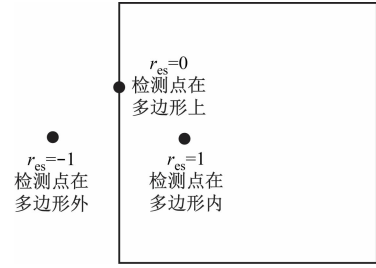 r_es=0
检测点在
多边形上
r_es=-1
检测点在
多边形外
r_es=1
检测点在
多边形内